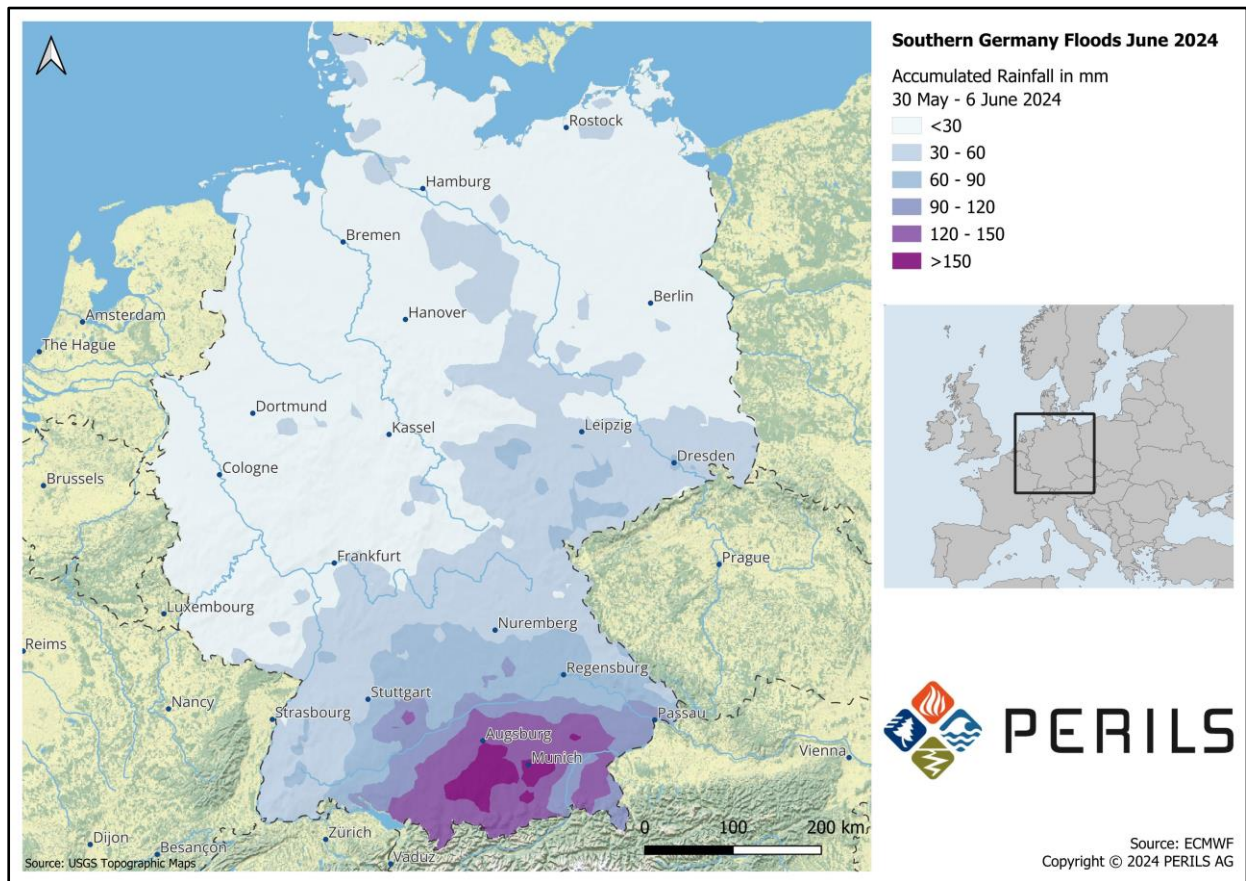 Southern Germany Floods June 2024
Accumulated Rainfall in mm
30 May - 6 June 2024
<30
30 - 60
60 - 90
90 - 120
120 - 150
>150
Rostock
Hamburg
Bremen
Berlin
Hanover
Amsterdam
The Hague
Dortmund
Kassel
Leipzig
Cologne
Dresden
Brussels
Frankfurt
Prague
Luxembourg
Nuremberg
Reims
Regensburg
Nancy
Stuttgart
Strasbourg
Passau
Augsburg
Vienna
Munich
Zürich
Dijon
Besançon
Vaduz
0 100 200 km
Source: USGS Topographic Maps
PERILS
Source: ECMWF
Copyright © 2024 PERILS AG